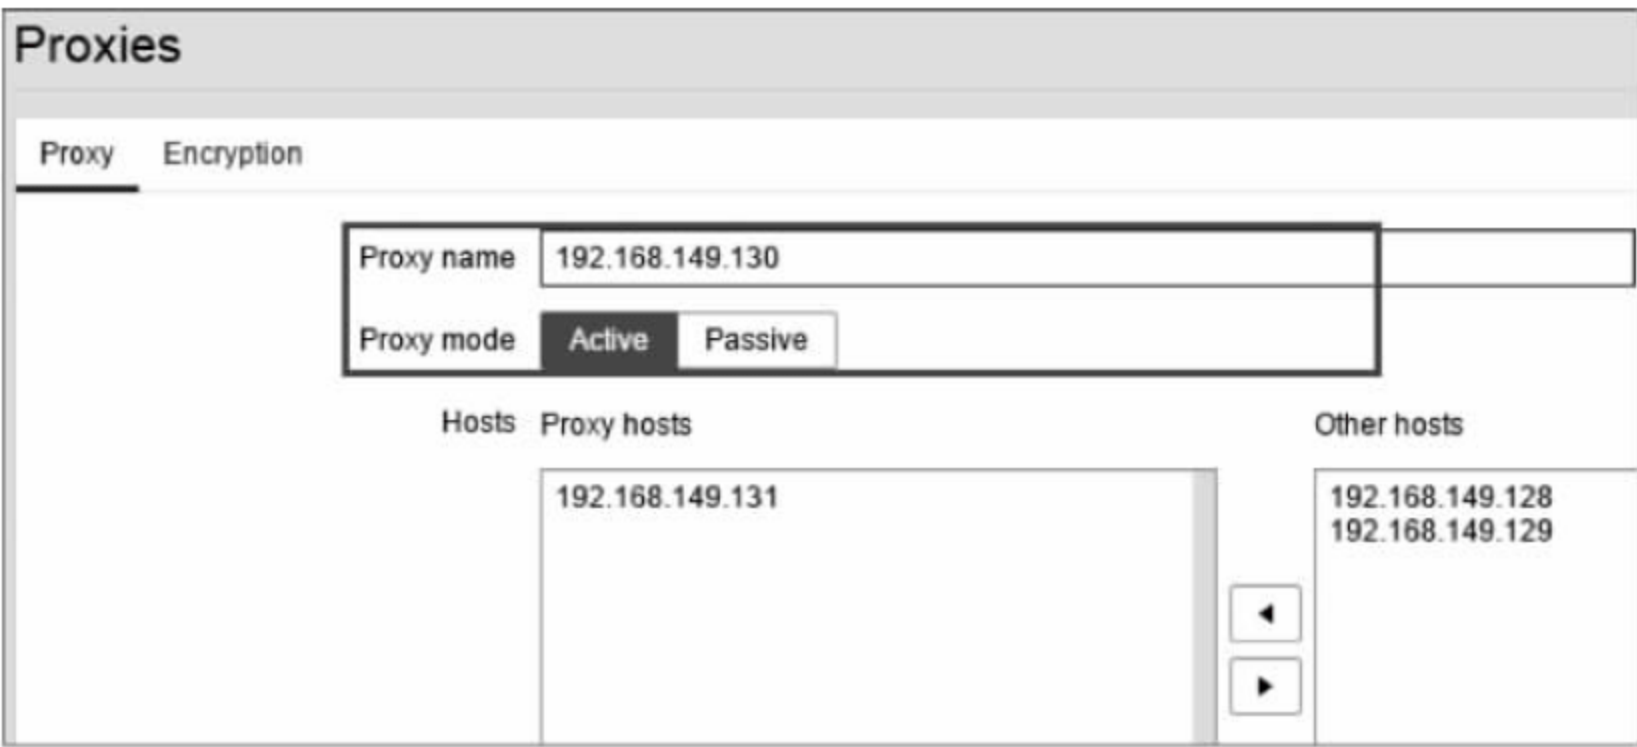 Proxies
Proxy Encryption
Proxy name 192.168.149.130
Proxy mode Active Passive
Hosts Proxy hosts Other hosts
192.168.149.131 192.168.149.128
192.168.149.129